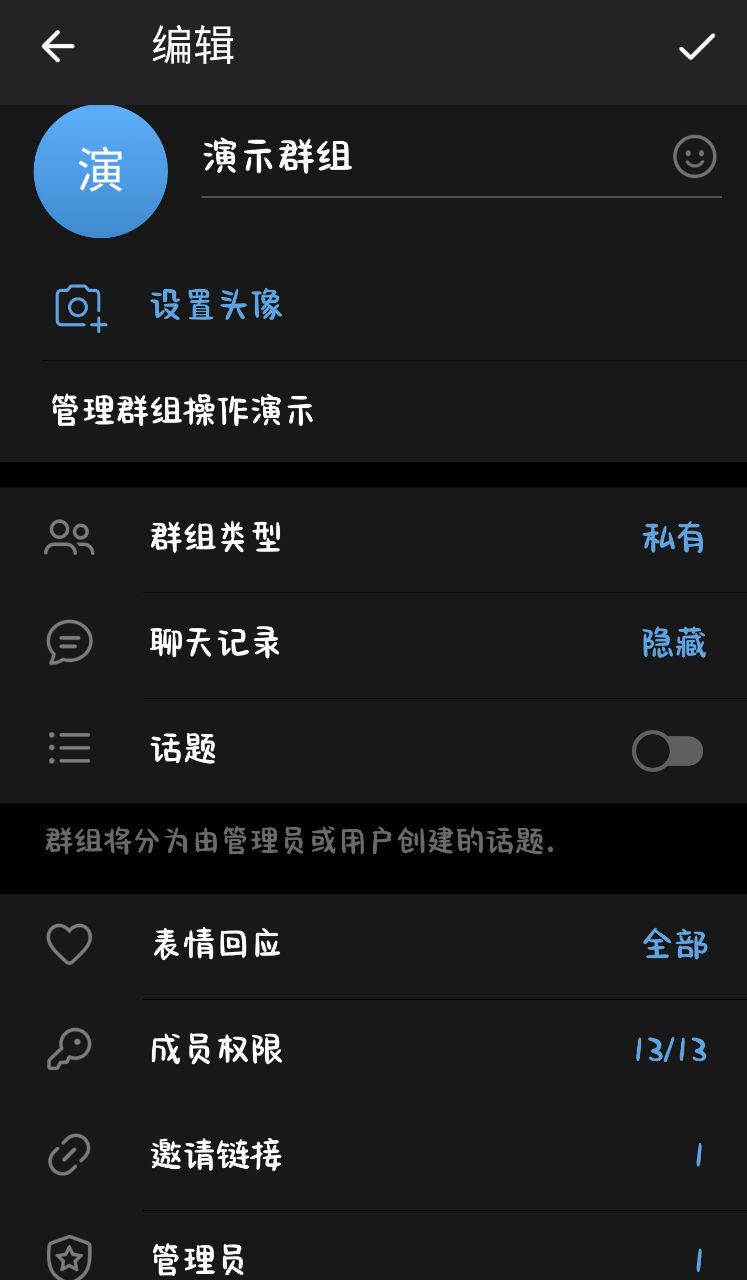 编辑
演
演示群组
设置头像
管理群组操作演示
群组类型 私有
聊天记录 隐藏
话题
群组将分为由管理员或用户创建的话题.
表情回应 全部
成员权限 13/13
邀请链接 1
管理员 1